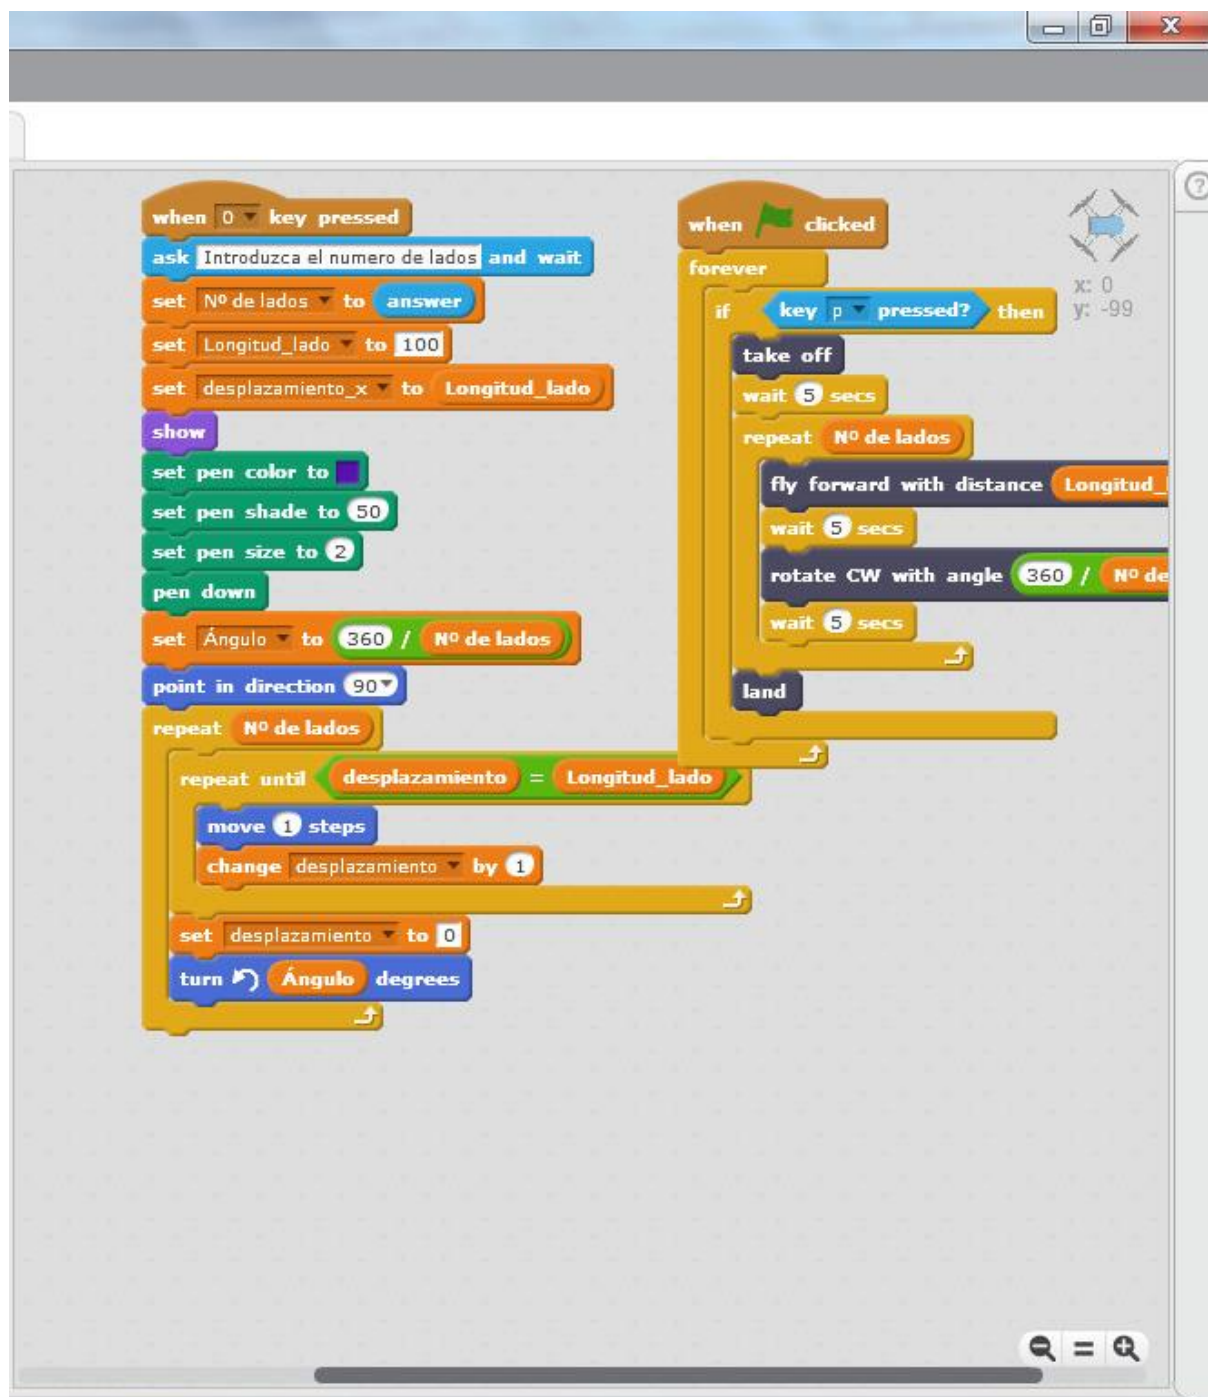 when 0 key pressed
ask Introduzca el numero de lados and wait
set Nº de lados to answer
set Longitud_lado to 100
set desplazamiento_x to Longitud_lado
show
set pen color to
set pen shade to 50
set pen size to 2
pen down
set Ángulo to 360 / Nº de lados
point in direction 90
repeat Nº de lados
repeat until desplazamiento = Longitud_lado
move 1 steps
change desplazamiento by 1
set desplazamiento to 0
turn Ángulo degrees
when clicked
forever
if key p pressed? then
take off
wait 5 secs
repeat Nº de lados
fly forward with distance Longitud_
wait 5 secs
rotate CW with angle 360 / Nº de
wait 5 secs
land
x: 0
y: -99
?
=